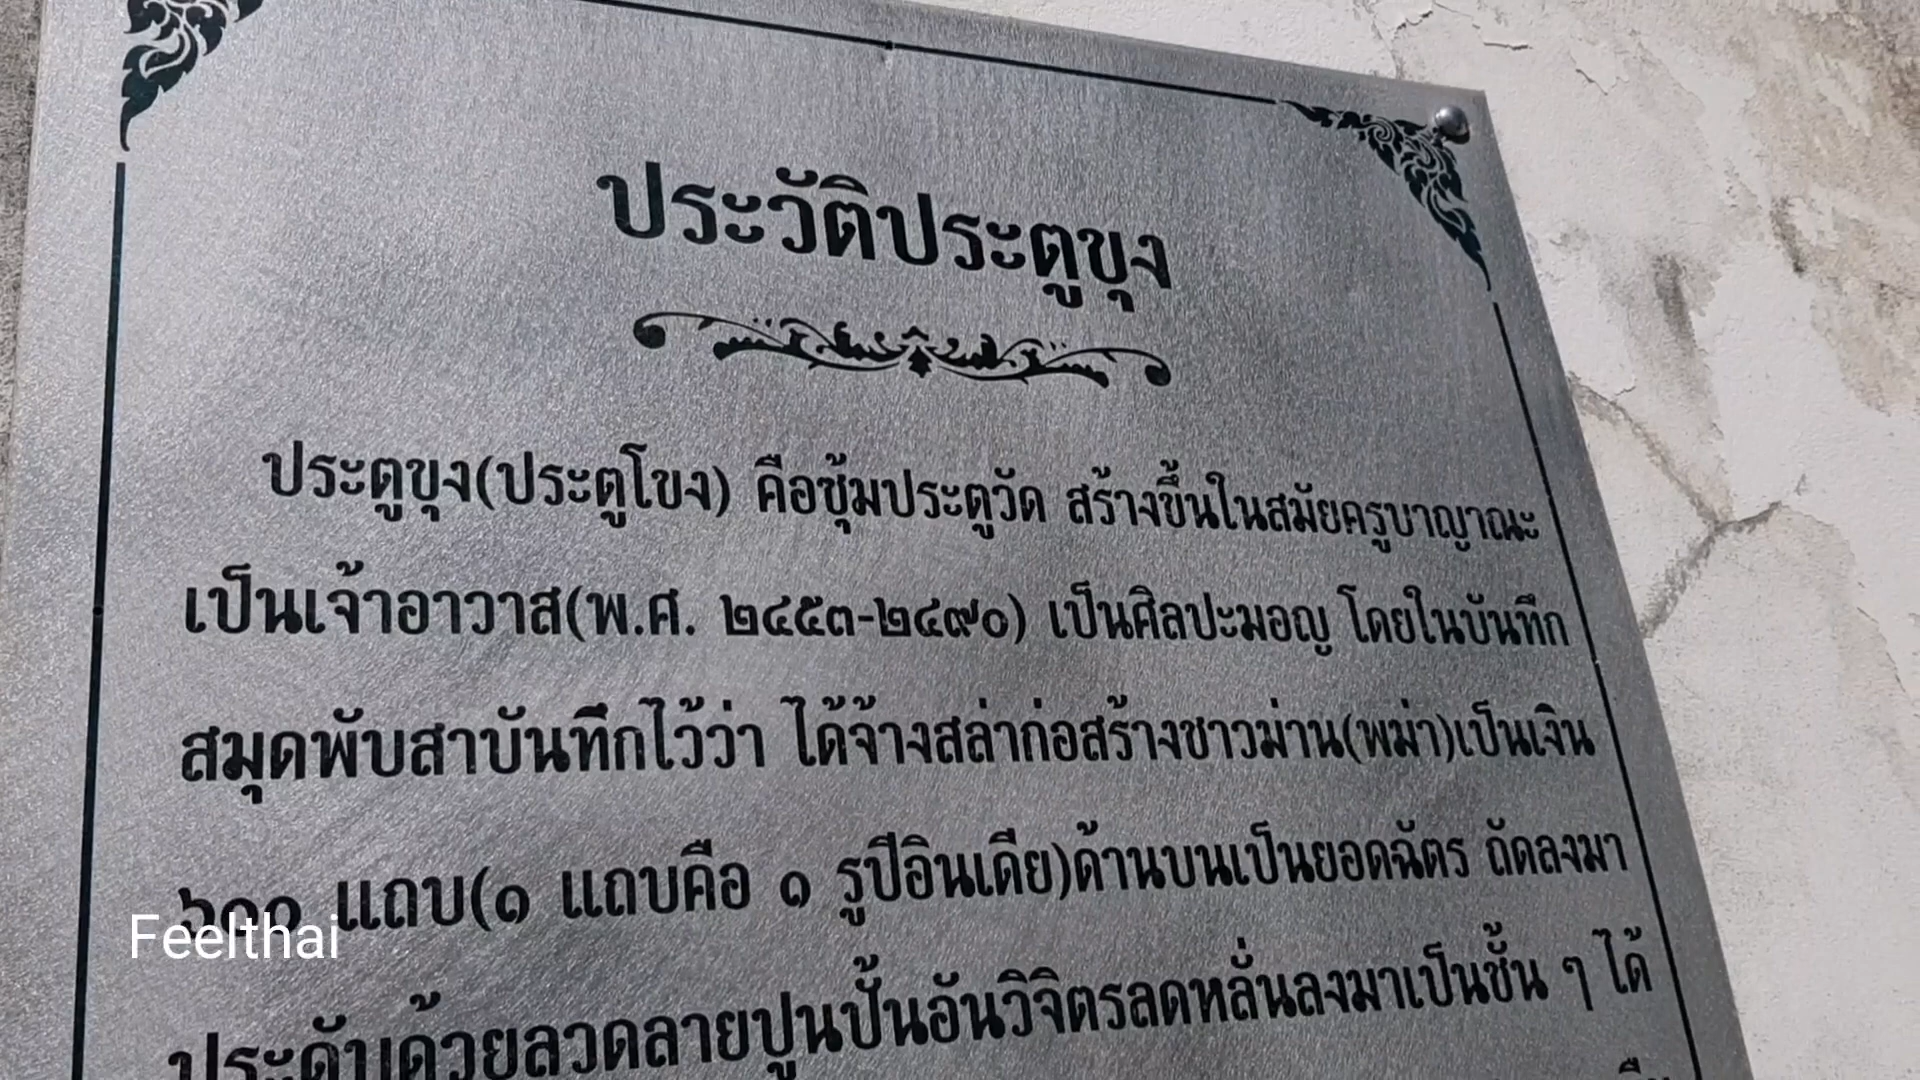 ประวัติประตูขุง
ประตูขุง(ประตูโขง) คือซุ้มประตูวัด สร้างขึ้นในสมัยครูบาญาณะ
เป็นเจ้าอาวาส(พ.ศ. ๒๔๕๓-๒๔๙๐) เป็นศิลปะมอญ โดยในบันทึก
สมุดพับสาบันทึกไว้ว่า ได้จ้างสล่าก่อสร้างชาวม่าน(พม่า)เป็นเงิน
๖๐๐ แถบ(๑ แถบคือ ๑ รูปีอินเดีย)ด้านบนเป็นยอดฉัตร ถัดลงมา
Feelthai
ประดับด้วยลวดลายปูนปั้นอันวิจิตรลดหลั่นลงมาเป็นชั้น ๆ ได้